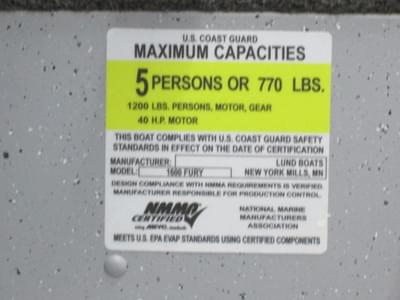 U.S. COAST GUARD
MAXIMUM CAPACITIES
5 PERSONS OR 770 LBS.
1200 LBS. PERSONS, MOTOR, GEAR
40 H.P. MOTOR
THIS BOAT COMPLIES WITH U.S. COAST GUARD SAFETY
STANDARDS IN EFFECT ON THE DATE OF CERTIFICATION
MANUFACTURER: LUND BOATS
MODEL: 1600 FURY NEW YORK MILLS, MN
DESIGN COMPLIANCE WITH NMMA REQUIREMENTS IS VERIFIED.
MANUFACTURER RESPONSIBLE FOR PRODUCTION CONTROL.
NMMA
CERTIFIED
using ABYC standards
NATIONAL MARINE
MANUFACTURERS
ASSOCIATION
MEETS U.S. EPA EVAP STANDARDS USING CERTIFIED COMPONENTS